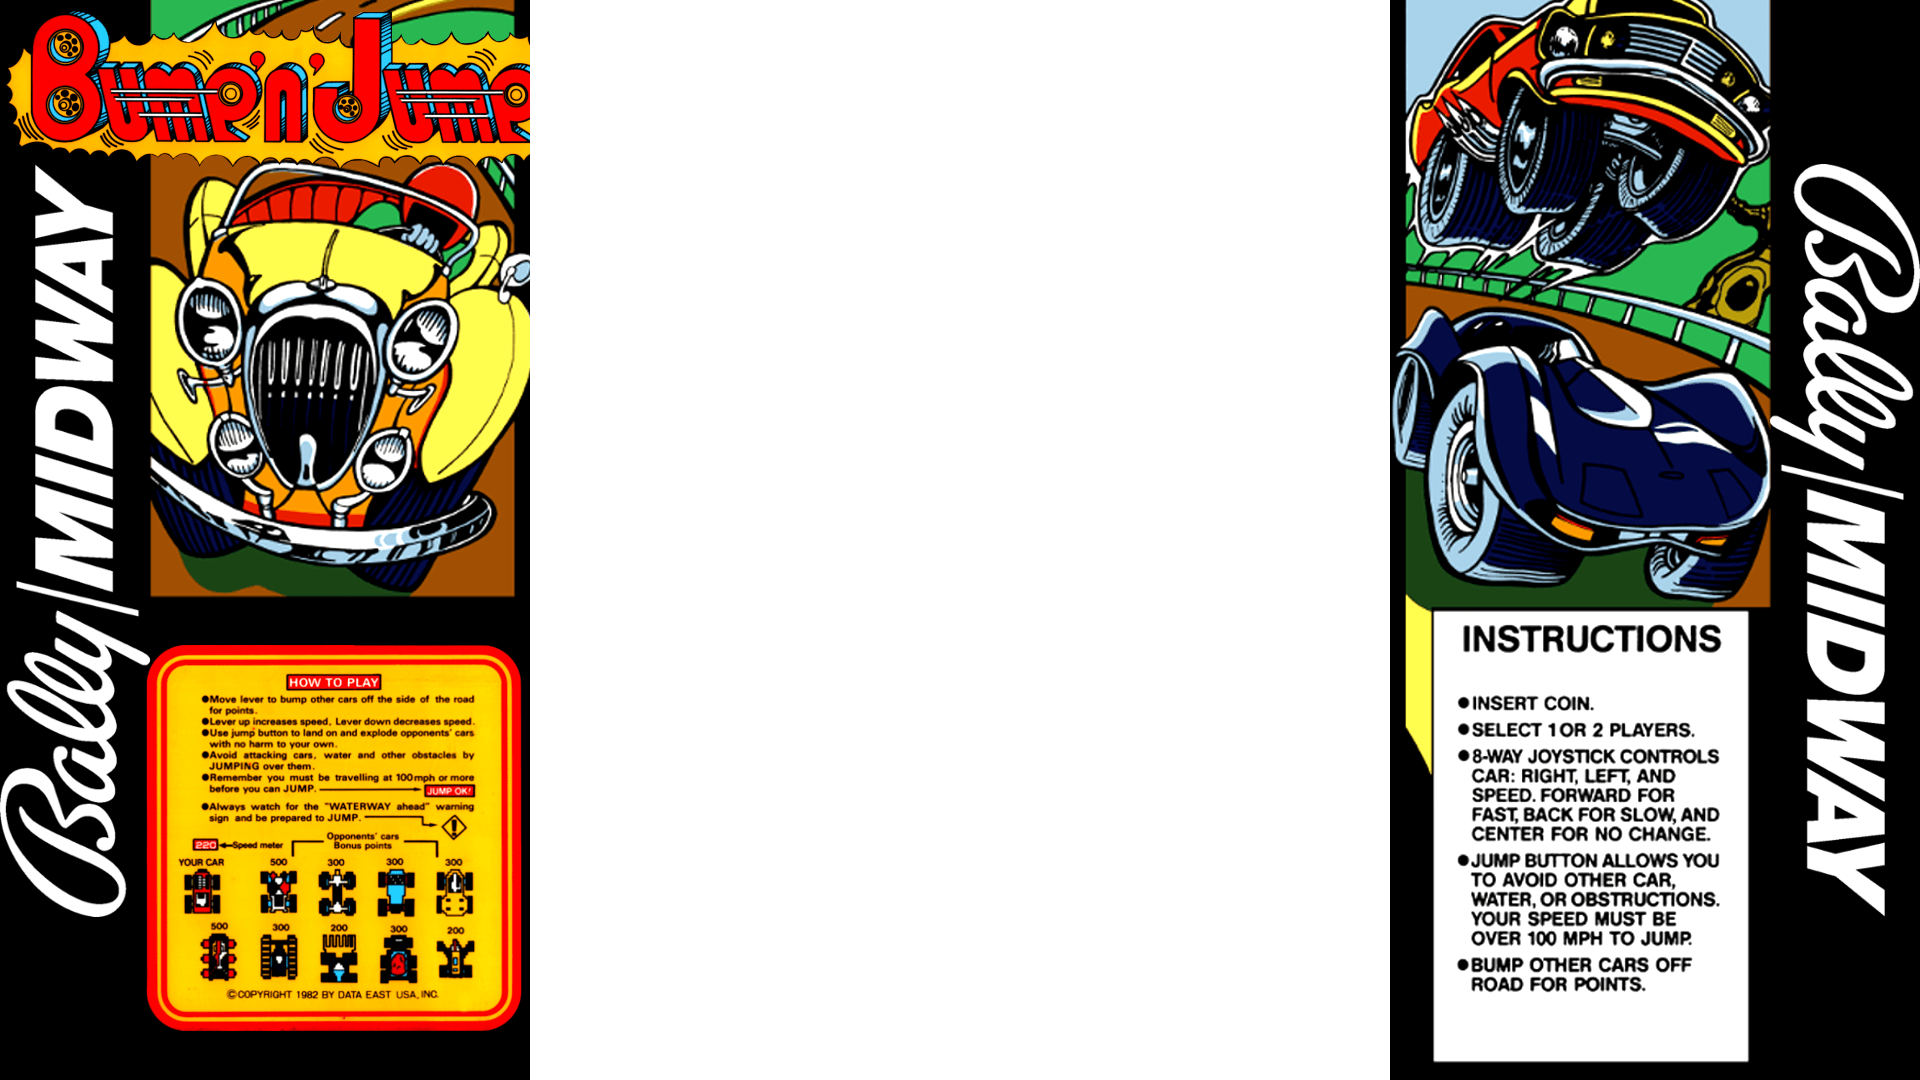 Bump 'n' Jump
Bally/MIDWAY
HOW TO PLAY
●Move lever to bump other cars off the side of the road
for points.
●Lever up increases speed, Lever down decreases speed.
●Use jump button to land on and explode opponents' cars
with no harm to your own.
●Avoid attacking cars, water and other obstacles by
JUMPING over them.
●Remember you must be travelling at 100mph or more
before you can JUMP.
JUMP OK!
●Always watch for the "WATERWAY ahead" warning
sign and be prepared to JUMP.
!
220 Speed meter
Opponents' cars
Bonus points
YOUR CAR 500 300 300 300
500 300 200 300 200
©COPYRIGHT 1982 BY DATA EAST USA, INC.
Bally/MIDWAY
INSTRUCTIONS
●INSERT COIN.
●SELECT 1 OR 2 PLAYERS.
●8-WAY JOYSTICK CONTROLS
CAR: RIGHT, LEFT, AND
SPEED. FORWARD FOR
FAST, BACK FOR SLOW, AND
CENTER FOR NO CHANGE.
●JUMP BUTTON ALLOWS YOU
TO AVOID OTHER CAR,
WATER, OR OBSTRUCTIONS.
YOUR SPEED MUST BE
OVER 100 MPH TO JUMP.
●BUMP OTHER CARS OFF
ROAD FOR POINTS.